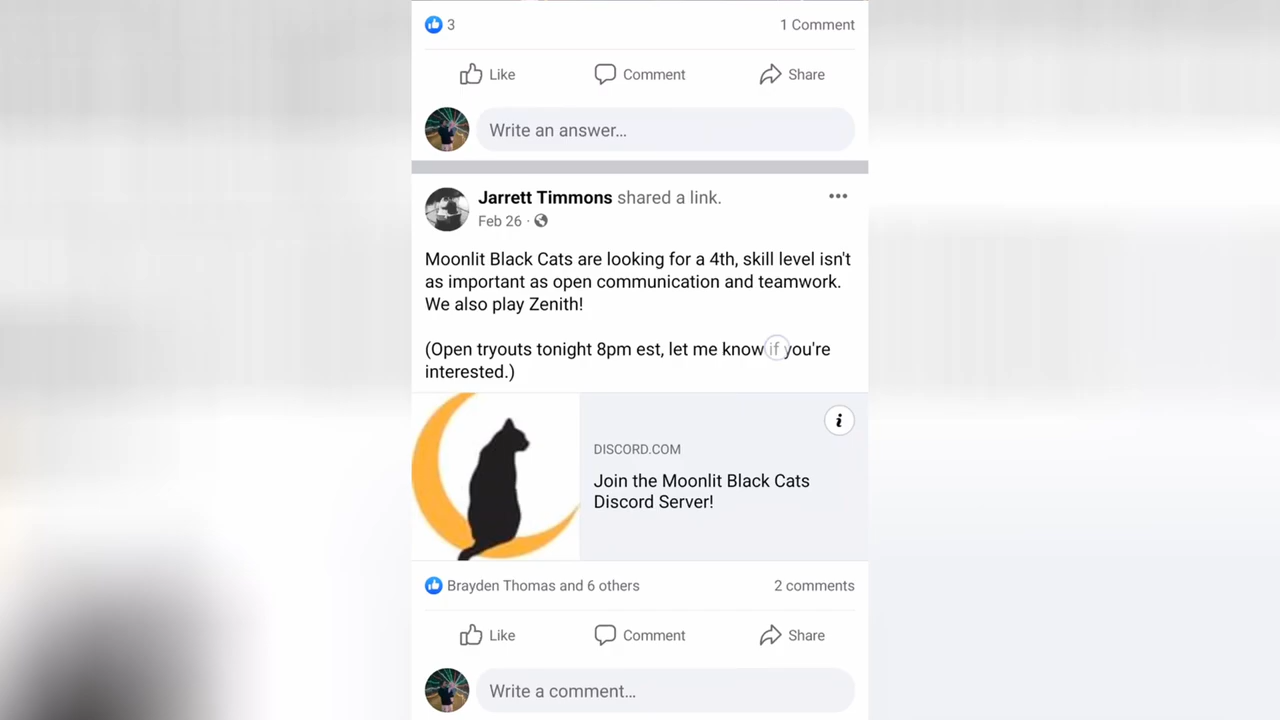 3
1 Comment
Like
Comment
Share
Write an answer...
Jarrett Timmons shared a link.
Feb 26 ·
Moonlit Black Cats are looking for a 4th, skill level isn't
as important as open communication and teamwork.
We also play Zenith!
(Open tryouts tonight 8pm est, let me know if you're
interested.)
i
DISCORD.COM
Join the Moonlit Black Cats
Discord Server!
Brayden Thomas and 6 others
2 comments
Like
Comment
Share
Write a comment...